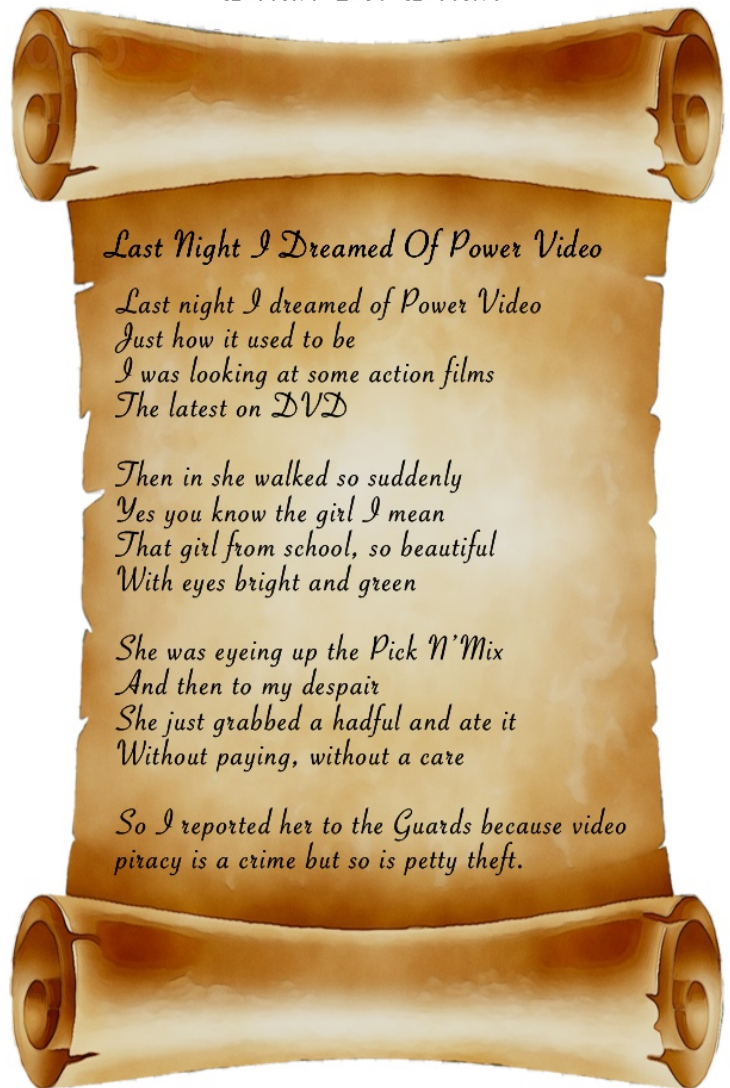 Last Night I Dreamed Of Power Video
Last night I dreamed of Power Video
Just how it used to be
I was looking at some action films
The latest on DVD
Then in she walked so suddenly
Yes you know the girl I mean
That girl from school, so beautiful
With eyes bright and green
She was eyeing up the Pick N'Mix
And then to my despair
She just grabbed a hadful and ate it
Without paying, without a care
So I reported her to the Guards because video
piracy is a crime but so is petty theft.